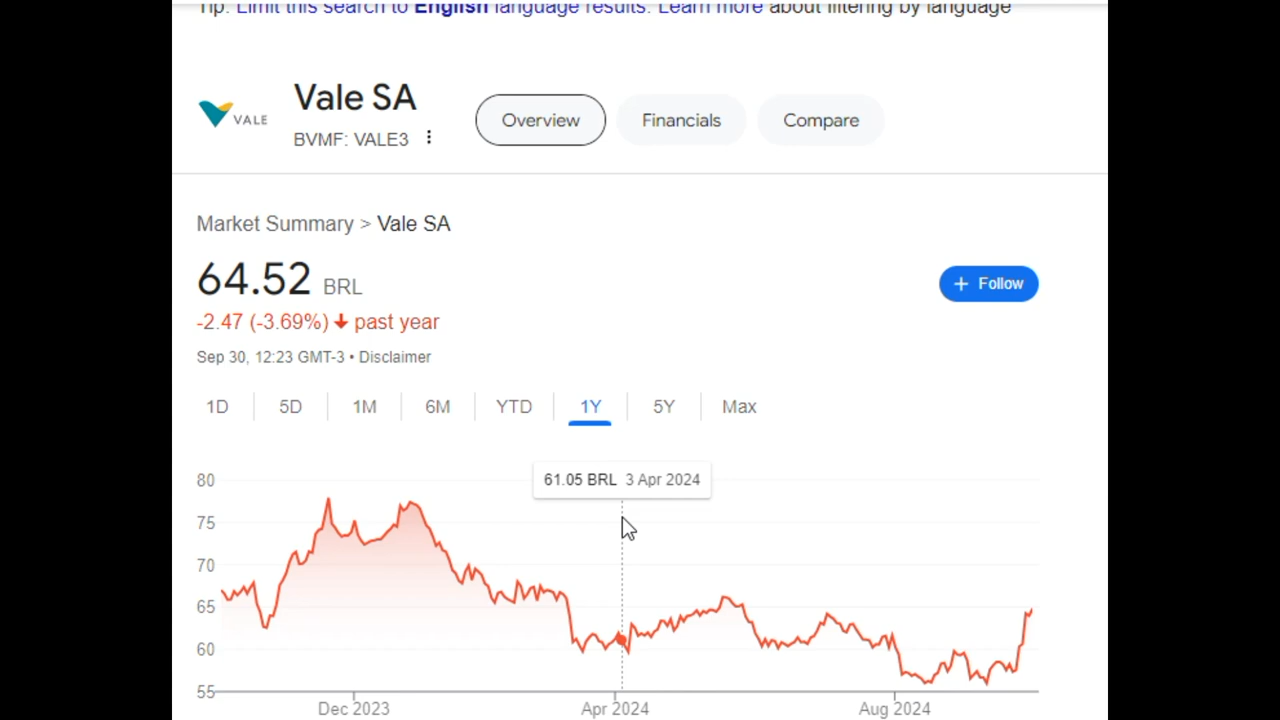 Tip: Limit this search to English language results. Learn more about filtering by language
VALE
Vale SA
BVMF: VALE3
Overview
Financials
Compare
Market Summary > Vale SA
64.52 BRL
+ Follow
-2.47 (-3.69%) ↓ past year
Sep 30, 12:23 GMT-3 • Disclaimer
1D 5D 1M 6M YTD 1Y 5Y Max
61.05 BRL 3 Apr 2024
80
75
70
65
60
55
Dec 2023 Apr 2024 Aug 2024